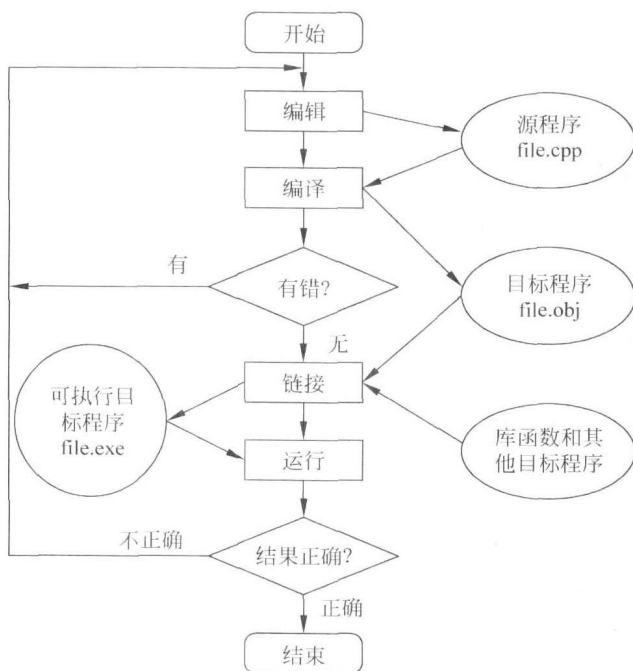 开始
编辑
源程序
file.cpp
编译
有
有错?
目标程序
file.obj
无
链接
可执行目
标程序
file.exe
库函数和其
他目标程序
运行
不正确
结果正确?
正确
结束